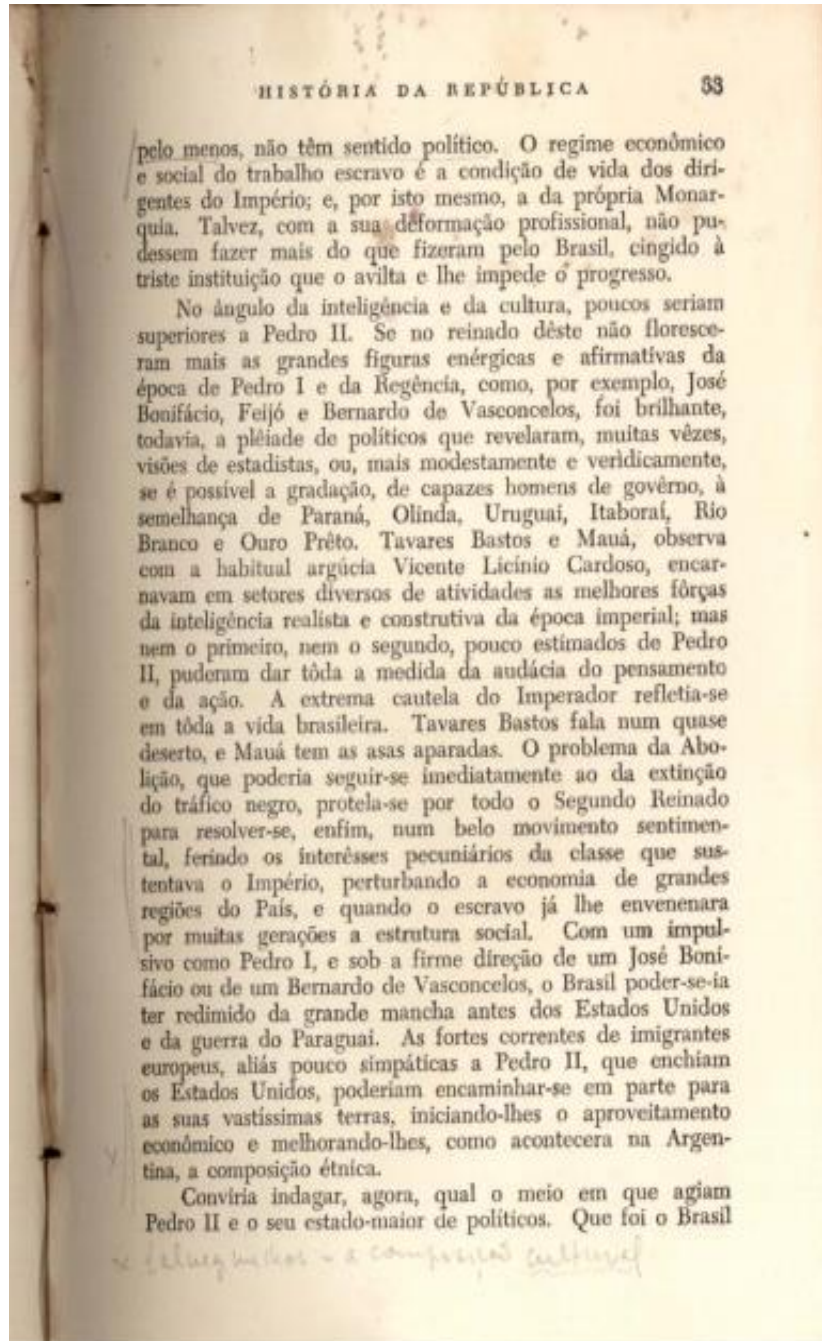 HISTÓRIA DA REPÚBLICA 33
pelo menos, não têm sentido político. O regime econômico
e social do trabalho escravo é a condição de vida dos diri-
gentes do Império; e, por isto mesmo, a da própria Monar-
quia. Talvez, com a sua deformação profissional, não pu-
dessem fazer mais do que fizeram pelo Brasil, cingido à
triste instituição que o avilta e lhe impede o progresso.
No ângulo da inteligência e da cultura, poucos seriam
superiores a Pedro II. Se no reinado dêste não floresce-
ram mais as grandes figuras enérgicas e afirmativas da
época de Pedro I e da Regência, como, por exemplo, José
Bonifácio, Feijó e Bernardo de Vasconcelos, foi brilhante,
todavia, a plêiade de políticos que revelaram, muitas vêzes,
visões de estadistas, ou, mais modestamente e verìdicamente,
se é possível a gradação, de capazes homens de govêrno, à
semelhança de Paraná, Olinda, Uruguai, Itaboraí, Rio
Branco e Ouro Prêto. Tavares Bastos e Mauá, observa
com a habitual argúcia Vicente Licínio Cardoso, encar-
navam em setores diversos de atividades as melhores fôrças
da inteligência realista e construtiva da época imperial; mas
nem o primeiro, nem o segundo, pouco estimados de Pedro
II, puderam dar tôda a medida da audácia do pensamento
e da ação. A extrema cautela do Imperador refletia-se
em tôda a vida brasileira. Tavares Bastos fala num quase
deserto, e Mauá tem as asas aparadas. O problema da Abo-
lição, que poderia seguir-se imediatamente ao da extinção
do tráfico negro, protela-se por todo o Segundo Reinado
para resolver-se, enfim, num belo movimento sentimen-
tal, ferindo os interêsses pecuniários da classe que sus-
tentava o Império, perturbando a economia de grandes
regiões do País, e quando o escravo já lhe envenenara
por muitas gerações a estrutura social. Com um impul-
sivo como Pedro I, e sob a firme direção de um José Boni-
fácio ou de um Bernardo de Vasconcelos, o Brasil poder-se-ia
ter redimido da grande mancha antes dos Estados Unidos
e da guerra do Paraguai. As fortes correntes de imigrantes
europeus, aliás pouco simpáticas a Pedro II, que enchiam
os Estados Unidos, poderiam encaminhar-se em parte para
as suas vastíssimas terras, iniciando-lhes o aproveitamento
econômico e melhorando-lhes, como acontecera na Argen-
tina, a composição étnica.
Conviria indagar, agora, qual o meio em que agiam
Pedro II e o seu estado-maior de políticos. Que foi o Brasil
a composição cultural